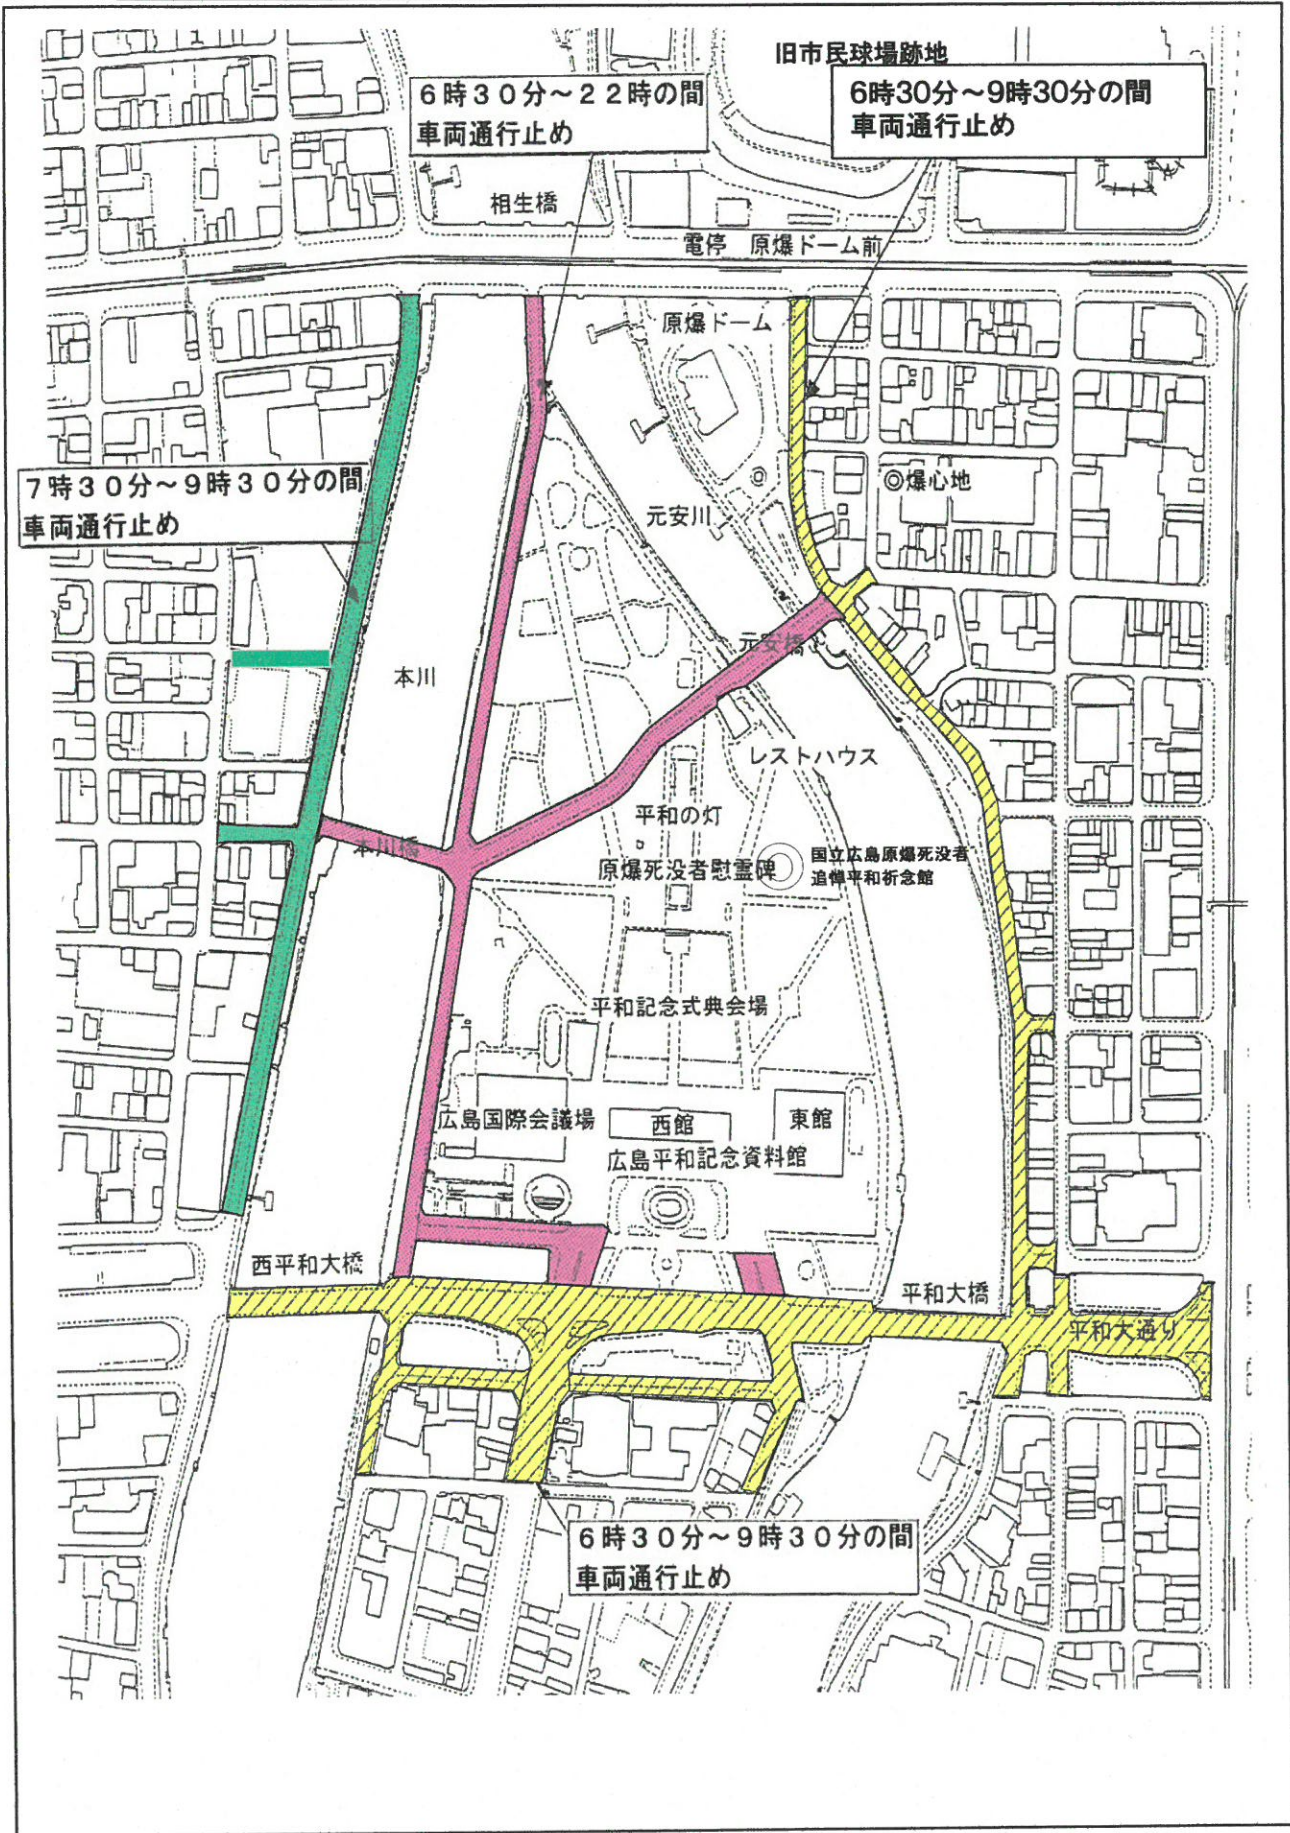 旧市民球場跡地
６時３０分～２２時の間
車両通行止め
6時30分～9時30分の間
車両通行止め
相生橋
電停　原爆ドーム前
原爆ドーム
７時３０分～９時３０分の間
車両通行止め
◎爆心地
元安川
元安橋
本川
レストハウス
平和の灯
本川橋
原爆死没者慰霊碑
国立広島原爆死没者
追悼平和祈念館
平和記念式典会場
広島国際会議場
西館
東館
広島平和記念資料館
西平和大橋
平和大橋
平和大通り
６時３０分～９時３０分の間
車両通行止め